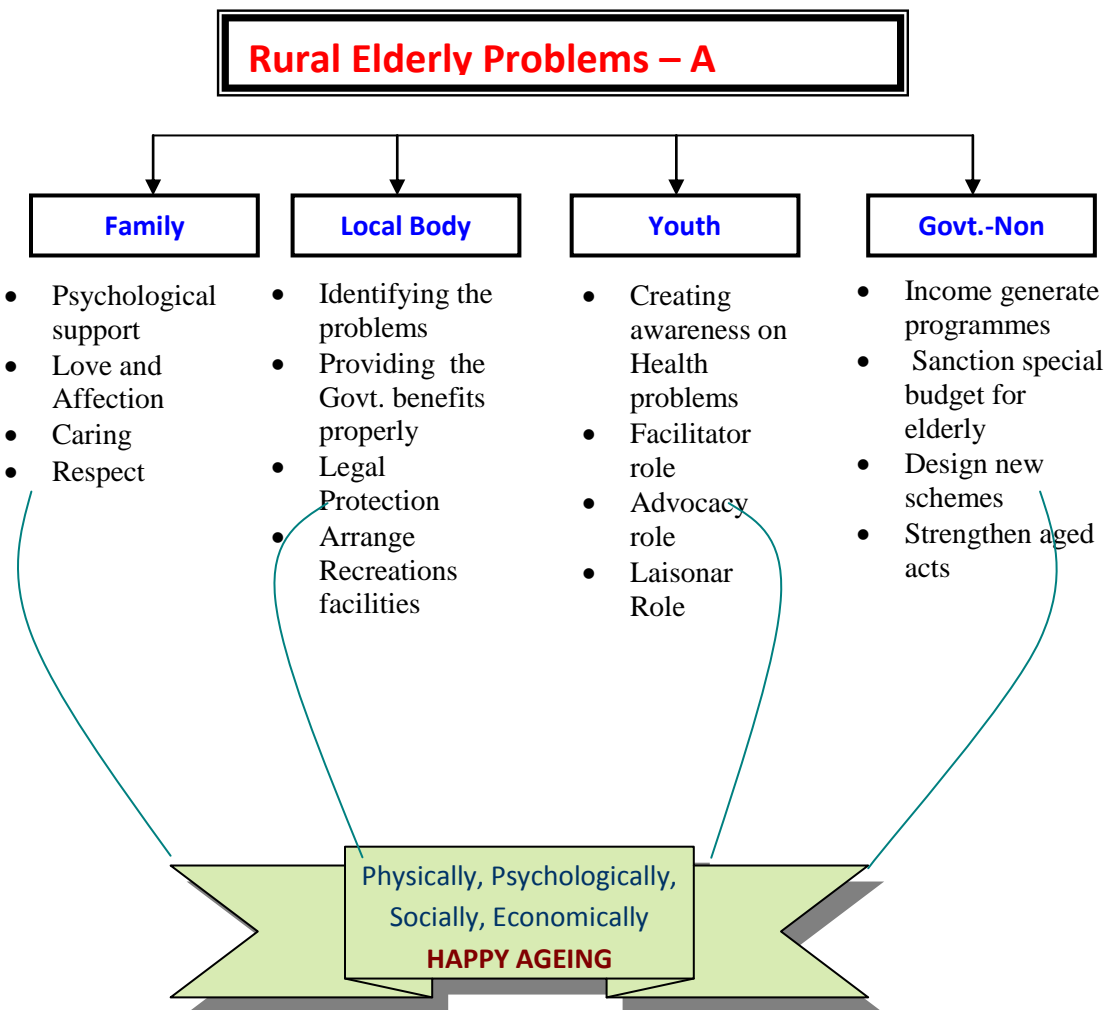 Rural Elderly Problems – A
Family
Psychological
support
Love and
Affection
Caring
Respect
Local Body
Identifying the
problems
Providing the
Govt. benefits
properly
Legal
Protection
Arrange
Recreations
facilities
Youth
Creating
awareness on
Health
problems
Facilitator
role
Advocacy
role
Laisonar
Role
Govt.-Non
Income generate
programmes
Sanction special
budget for
elderly
Design new
schemes
Strengthen aged
acts
Physically, Psychologically,
Socially, Economically
HAPPY AGEING